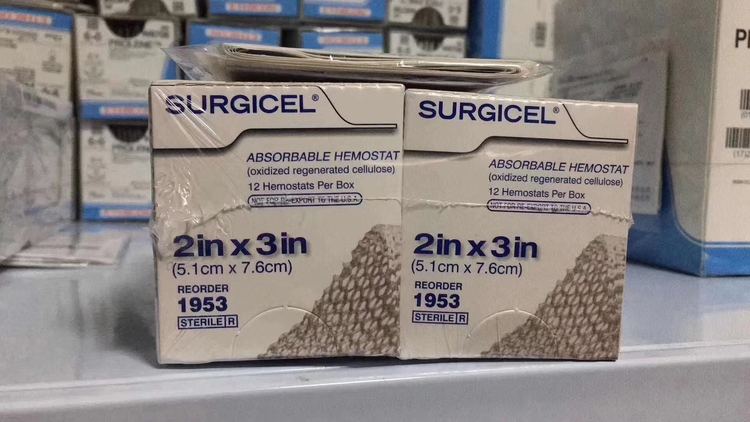 SURGICEL®
ABSORBABLE HEMOSTAT
(oxidized regenerated cellulose)
12 Hemostats Per Box
NOT FOR RE-EXPORT TO THE U.S.A.
2in x 3in
(5.1cm x 7.6cm)
REORDER
1953
STERILE R
SURGICEL®
ABSORBABLE HEMOSTAT
(oxidized regenerated cellulose)
12 Hemostats Per Box
NOT FOR RE-EXPORT TO THE U.S.A.
2in x 3in
(5.1cm x 7.6cm)
REORDER
1953
STERILE R